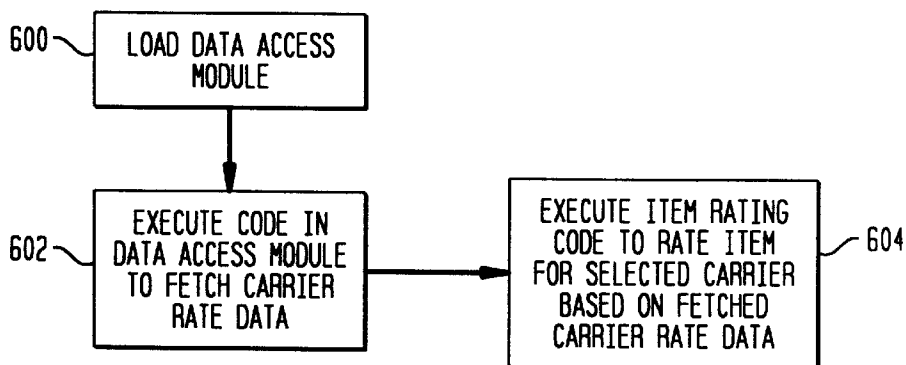 600
LOAD DATA ACCESS
MODULE
602
EXECUTE CODE IN
DATA ACCESS MODULE
TO FETCH CARRIER
RATE DATA
EXECUTE ITEM RATING
CODE TO RATE ITEM
FOR SELECTED CARRIER
BASED ON FETCHED
CARRIER RATE DATA
604